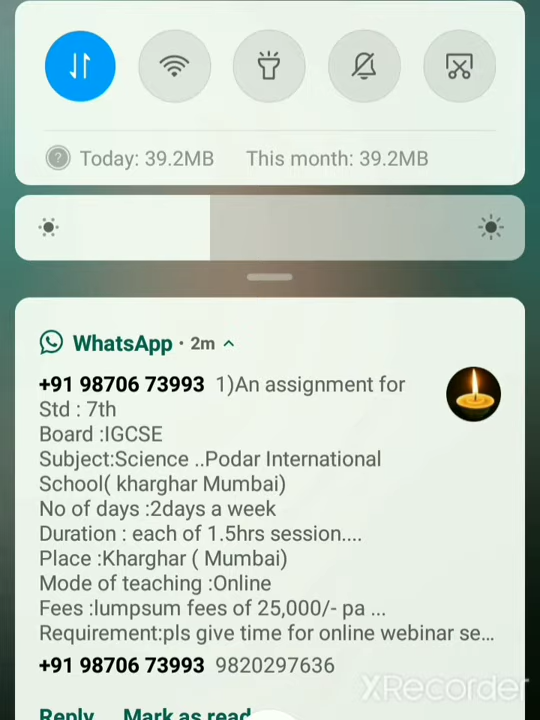 Today: 39.2MB This month: 39.2MB
WhatsApp · 2m
+91 98706 73993 1)An assignment for
Std : 7th
Board :IGCSE
Subject:Science ..Podar International
School( kharghar Mumbai)
No of days :2days a week
Duration : each of 1.5hrs session....
Place :Kharghar ( Mumbai)
Mode of teaching :Online
Fees :lumpsum fees of 25,000/- pa ...
Requirement:pls give time for online webinar se...
+91 98706 73993 9820297636
Reply Mark as read
XRecorder